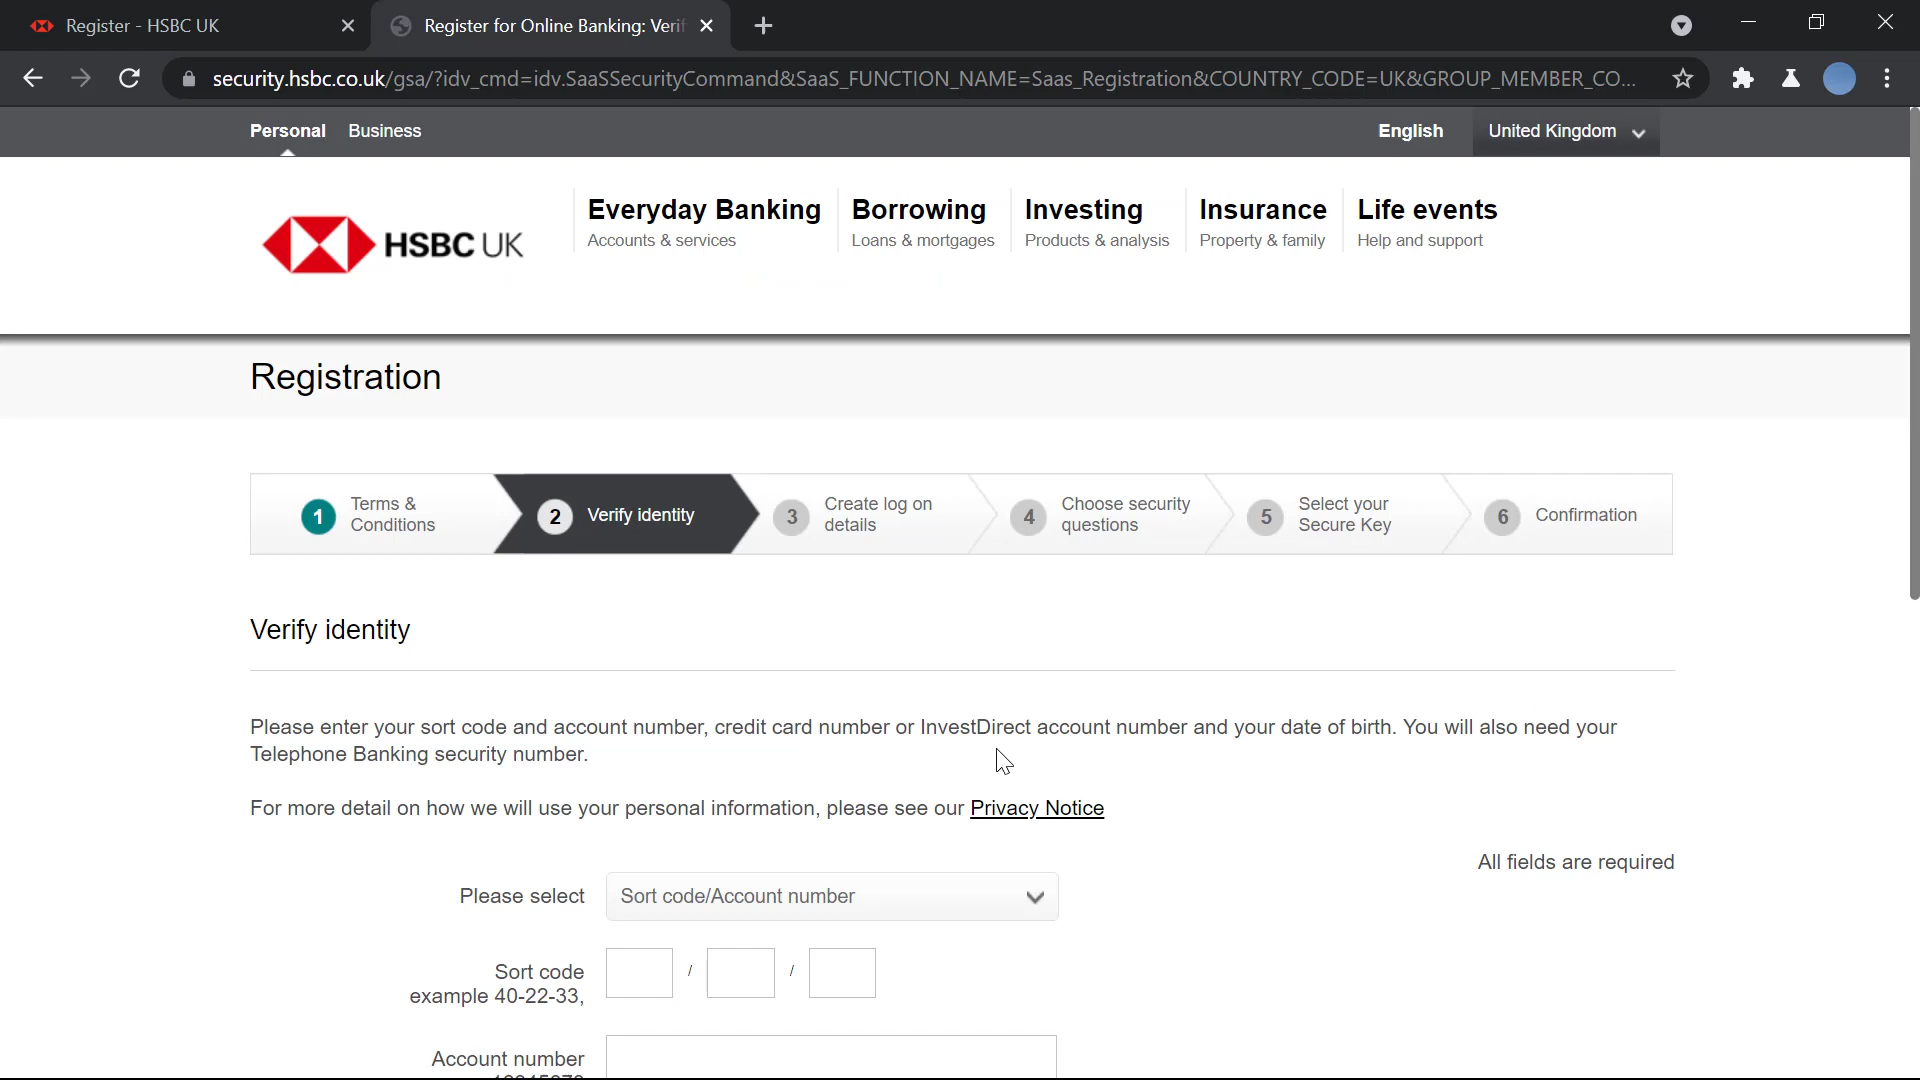 Register - HSBC UK
Register for Online Banking: Verif
security.hsbc.co.uk/gsa/?idv_cmd=idv.SaaSSecurityCommand&SaaS_FUNCTION_NAME=Saas_Registration&COUNTRY_CODE=UK&GROUP_MEMBER_CO...
Personal Business English United Kingdom
HSBC UK
Everyday Banking Borrowing Investing Insurance Life events
Accounts & services Loans & mortgages Products & analysis Property & family Help and support
Registration
1 Terms & Conditions
2 Verify identity
3 Create log on details
4 Choose security questions
5 Select your Secure Key
6 Confirmation
Verify identity
Please enter your sort code and account number, credit card number or InvestDirect account number and your date of birth. You will also need your
Telephone Banking security number.
For more detail on how we will use your personal information, please see our Privacy Notice
All fields are required
Please select Sort code/Account number
Sort code / /
example 40-22-33,
Account number